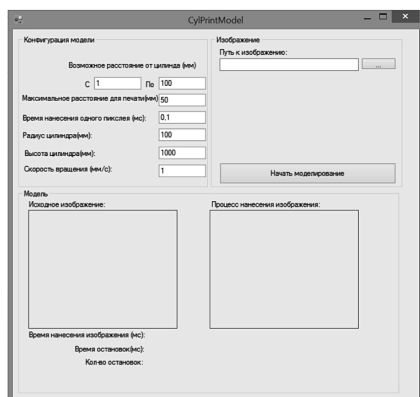 CylPrintModel
Конфигурация модели
Возможное расстояние от цилинда (мм)
С 1 По 100
Максимальное расстояние для печати(мм) 50
Время нанесения одного пикслея (мс): 0,1
Радиус цилиндра(мм): 100
Высота цилиндра(мм): 1000
Скорость вращения (мм/с): 1
Изображение
Путь к изображению:
...
Начать моделирование
Модель
Исходное изображение:
Процесс нанесения изображения:
Время нанесения изображения (мс):
Время остановок(мс):
Кол-во остановок: